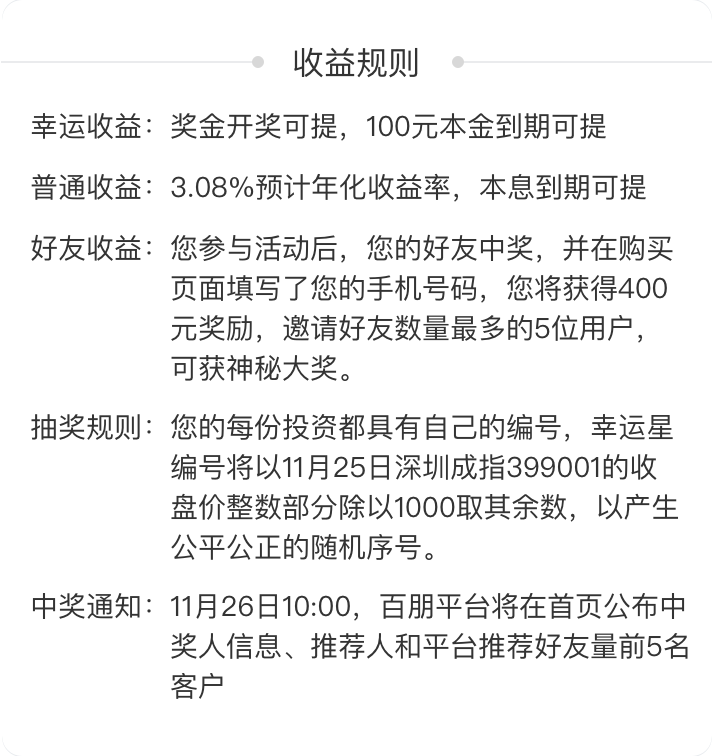 收益规则
幸运收益：奖金开奖可提，100元本金到期可提
普通收益：3.08%预计年化收益率，本息到期可提
好友收益：您参与活动后，您的好友中奖，并在购买
页面填写了您的手机号码，您将获得400
元奖励，邀请好友数量最多的5位用户，
可获神秘大奖。
抽奖规则：您的每份投资都具有自己的编号，幸运星
编号将以11月25日深圳成指399001的收
盘价整数部分除以1000取其余数，以产生
公平公正的随机序号。
中奖通知：11月26日10:00，百朋平台将在首页公布中
奖人信息、推荐人和平台推荐好友量前5名
客户